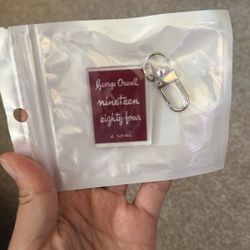 George Orwell
nineteen
eighty-four
a novel